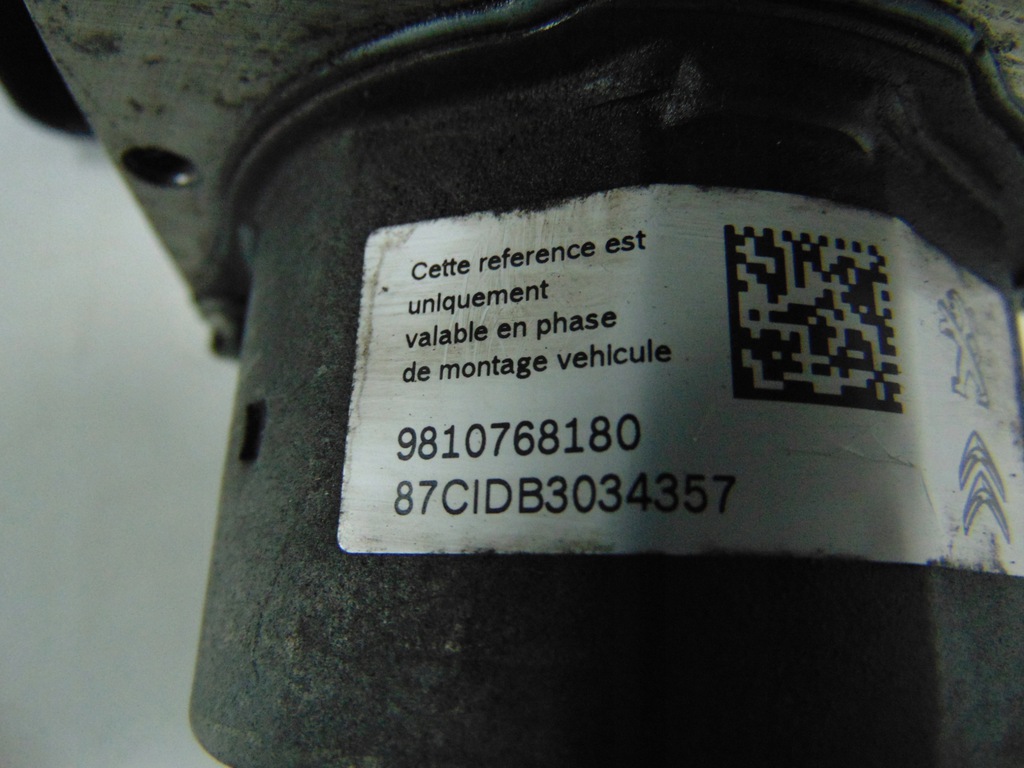 Cette reference est
uniquement
valable en phase
de montage vehicule
9810768180
87CIDB3034357